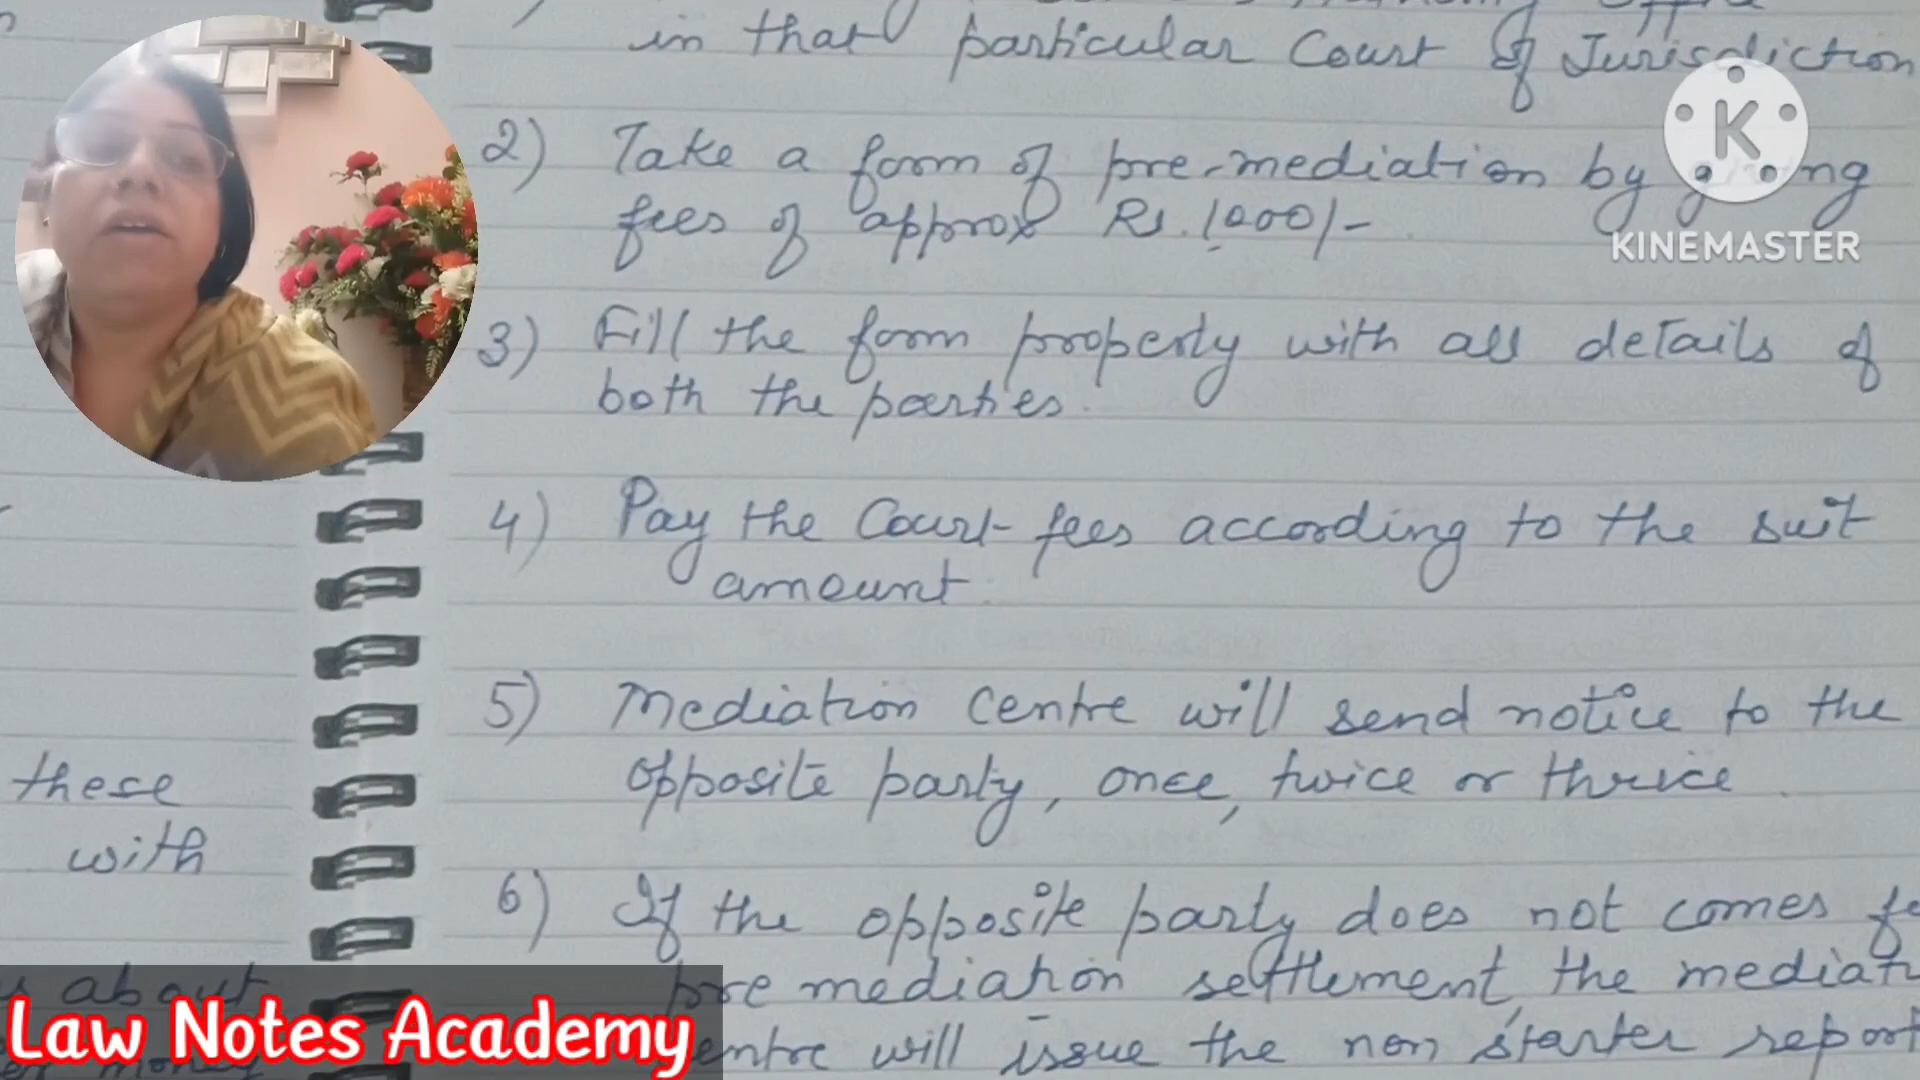 in that particular Court of Jurisdiction
2) Take a form of pre-mediation by
fees of approx Rs. 1000/-
3) Fill the form properly with all details of
both the parties.
4) Pay the Court fees according to the suit
amount.
5) Mediation Centre will send notice to the
opposite party, once, twice or thrice.
6) If the opposite party does not comes
pre mediation settlement, the
will issue the non starter report
these
with
about
money
K
KINEMASTER
Law Notes Academy